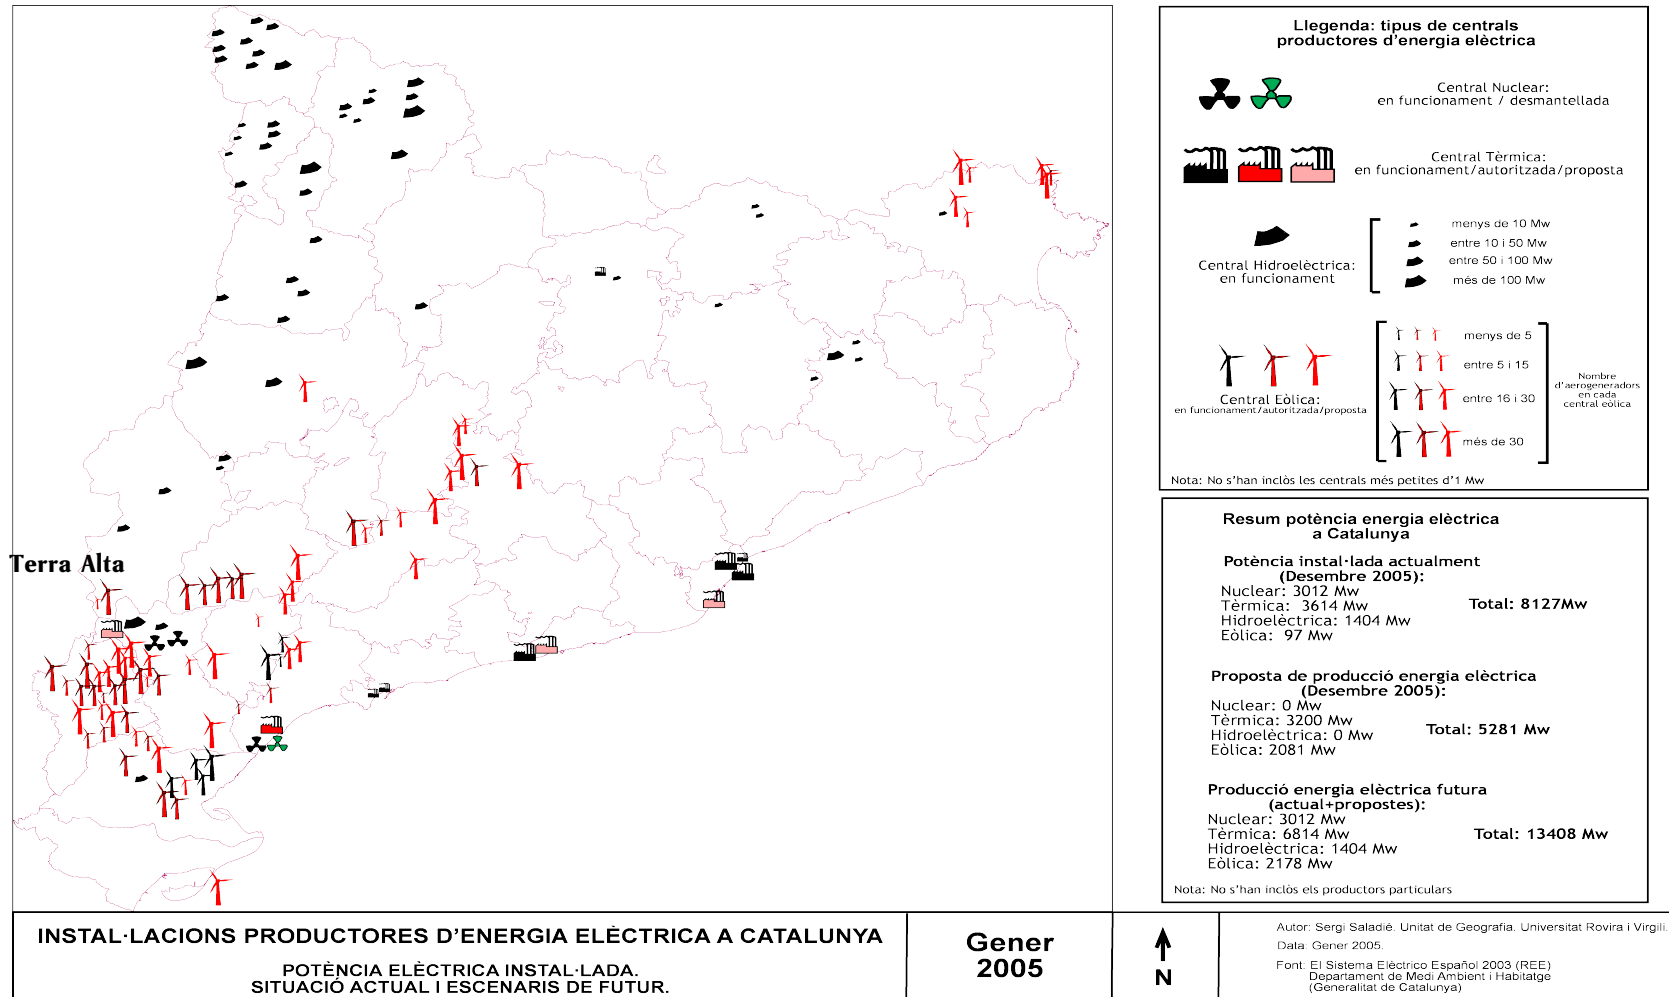 Terra Alta
Llegenda: tipus de centrals
productores d'energia elèctrica
Central Nuclear:
en funcionament / desmantellada
Central Tèrmica:
en funcionament/autoritzada/proposta
Central Hidroelèctrica:
en funcionament
menys de 10 Mw
entre 10 i 50 Mw
entre 50 i 100 Mw
més de 100 Mw
Central Eòlica:
en funcionament/autoritzada/proposta
menys de 5
entre 5 i 15
entre 16 i 30
més de 30
Nombre
d'aerogeneradors
en cada
central eòlica
Nota: No s'han inclòs les centrals més petites d'1 Mw
Resum potència energia elèctrica
a Catalunya
Potència instal·lada actualment
(Desembre 2005):
Nuclear: 3012 Mw
Tèrmica: 3614 Mw
Hidroelèctrica: 1404 Mw
Eòlica: 97 Mw
Total: 8127Mw
Proposta de producció energia elèctrica
(Desembre 2005):
Nuclear: 0 Mw
Tèrmica: 3200 Mw
Hidroelèctrica: 0 Mw
Eòlica: 2081 Mw
Total: 5281 Mw
Producció energia elèctrica futura
(actual+propostes):
Nuclear: 3012 Mw
Tèrmica: 6814 Mw
Hidroelèctrica: 1404 Mw
Eòlica: 2178 Mw
Total: 13408 Mw
Nota: No s'han inclòs els productors particulars
INSTAL·LACIONS PRODUCTORES D'ENERGIA ELÈCTRICA A CATALUNYA
POTÈNCIA ELÈCTRICA INSTAL·LADA.
SITUACIÓ ACTUAL I ESCENARIS DE FUTUR.
Gener
2005
N
Autor: Sergi Saladié. Unitat de Geografia. Universitat Rovira i Virgili.
Data: Gener 2005.
Font: El Sistema Elèctrico Español 2003 (REE)
Departament de Medi Ambient i Habitatge
(Generalitat de Catalunya)